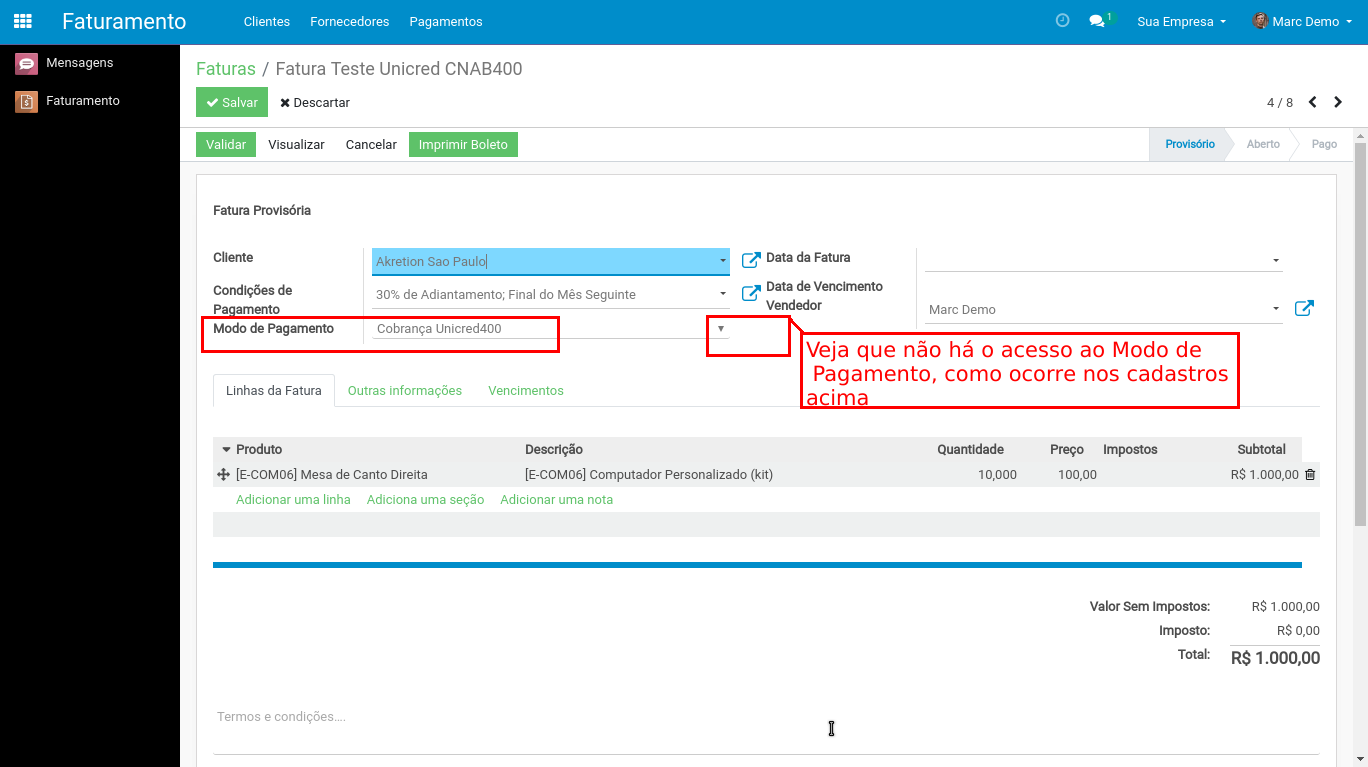 Faturamento Clientes Fornecedores Pagamentos 1 Sua Empresa Marc Demo
Mensagens
Faturamento
Faturas / Fatura Teste Unicred CNAB400
Salvar Descartar 4 / 8
Validar Visualizar Cancelar Imprimir Boleto Provisório Aberto Pago
Fatura Provisória
Cliente Akretion Sao Paulo Data da Fatura
Condições de Pagamento 30% de Adiantamento; Final do Mês Seguinte Data de Vencimento
Vendedor Marc Demo
Modo de Pagamento Cobrança Unicred400
Veja que não há o acesso ao Modo de
Pagamento, como ocorre nos cadastros
acima
Linhas da Fatura Outras informações Vencimentos
Produto Descrição Quantidade Preço Impostos Subtotal
[E-COM06] Mesa de Canto Direita [E-COM06] Computador Personalizado (kit) 10,000 100,00 R$ 1.000,00
Adicionar uma linha Adiciona uma seção Adicionar uma nota
Valor Sem Impostos: R$ 1.000,00
Imposto: R$ 0,00
Total: R$ 1.000,00
Termos e condições....